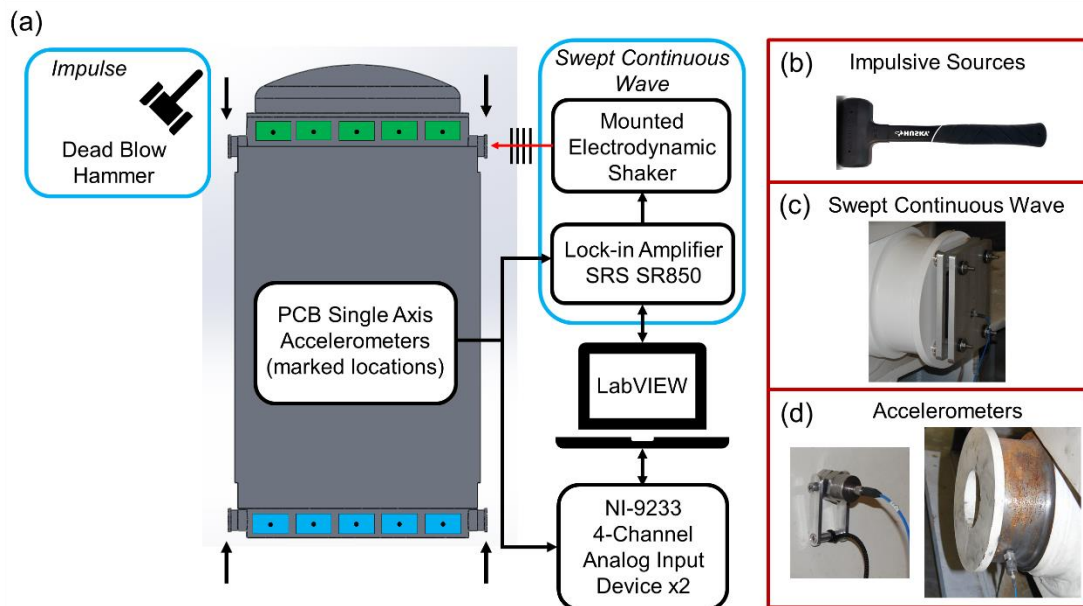 (a)
Impulse
Dead Blow
Hammer
Swept Continuous
Wave
Mounted
Electrodynamic
Shaker
Lock-in Amplifier
SRS SR850
PCB Single Axis
Accelerometers
(marked locations)
LabVIEW
NI-9233
4-Channel
Analog Input
Device x2
(b) Impulsive Sources
HUSKY
(c) Swept Continuous Wave
(d) Accelerometers